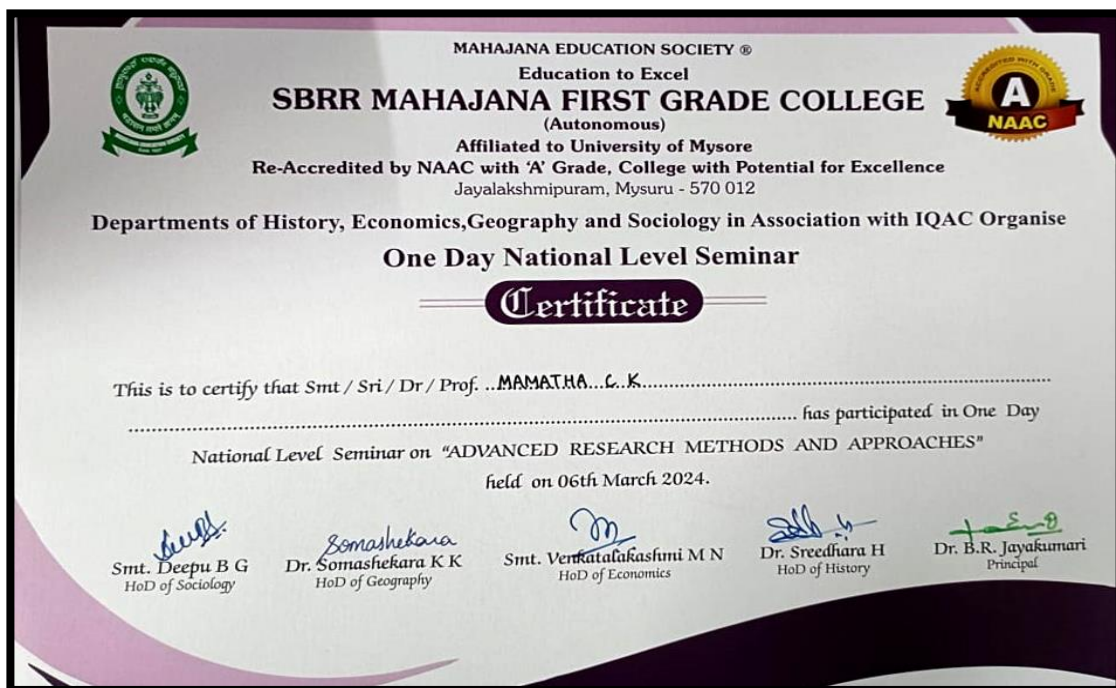 MAHAJANA EDUCATION SOCIETY ®
Education to Excel
SBRR MAHAJANA FIRST GRADE COLLEGE
(Autonomous)
Affiliated to University of Mysore
Re-Accredited by NAAC with ‘A’ Grade, College with Potential for Excellence
Jayalakshmipuram, Mysuru - 570 012
ACCREDITED WITH GRADE
A
NAAC
Departments of History, Economics,Geography and Sociology in Association with IQAC Organise
One Day National Level Seminar
Certificate
This is to certify that Smt / Sri / Dr / Prof. ..MAMATHA...C..K..........
.......... has participated in One Day
National Level Seminar on “ADVANCED RESEARCH METHODS AND APPROACHES”
held on 06th March 2024.
Somashekara
Smt. Deepu B G
HoD of Sociology
Dr. Somashekara K K
HoD of Geography
Smt. Venkatalakashmi M N
HoD of Economics
Dr. Sreedhara H
HoD of History
Dr. B.R. Jayakumari
Principal